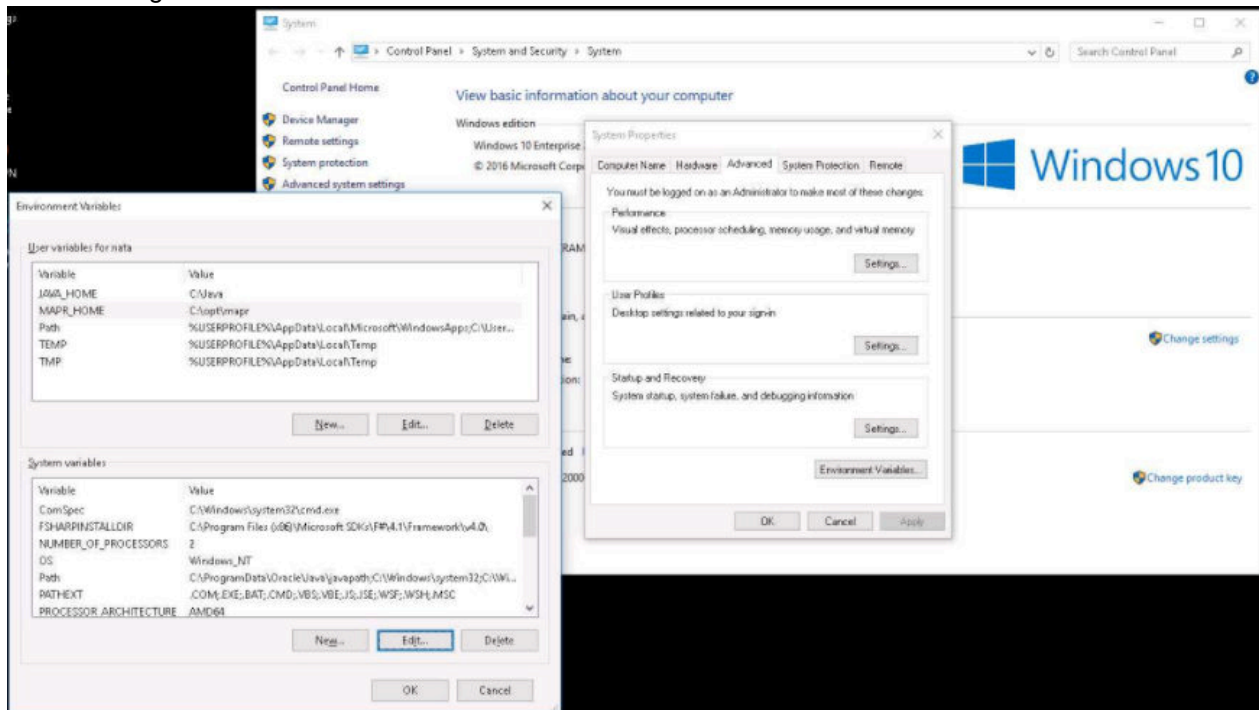 System
Control Panel > System and Security > System
Search Control Panel
Control Panel Home
Device Manager
Remote settings
System protection
Advanced system settings
View basic information about your computer
Windows edition
Windows 10 Enterprise
© 2016 Microsoft Corp
Windows 10
RAM
Change settings
Change product key
2000
System Properties
Computer Name Hardware Advanced System Protection Remote
You must be logged on as an Administrator to make most of these changes.
Performance
Visual effects, processor scheduling, memory usage, and virtual memory
Settings...
User Profiles
Desktop settings related to your sign-in
Settings...
Startup and Recovery
System startup, system failure, and debugging information
Settings...
Environment Variables...
OK Cancel Apply
Environment Variables
User variables for nata
Variable Value
JAVA_HOME C:\Java
MAPR_HOME C:\opt\mapr
Path %USERPROFILE%\AppData\Local\Microsoft\WindowsApps;C:\User...
TEMP %USERPROFILE%\AppData\Local\Temp
TMP %USERPROFILE%\AppData\Local\Temp
New... Edit... Delete
System variables
Variable Value
ComSpec C:\Windows\system32\cmd.exe
FSHARPINSTALLDIR C:\Program Files (x86)\Microsoft SDKs\F#\4.1\Framework\v4.0\
NUMBER_OF_PROCESSORS 2
OS Windows_NT
Path C:\ProgramData\Oracle\Java\javapath;C:\Windows\system32;C:\Wi...
PATHEXT .COM;.EXE;.BAT;.CMD;.VBS;.VBE;.JS;.JSE;.WSF;.WSH;.MSC
PROCESSOR_ARCHITECTURE AMD64
New... Edit... Delete
OK Cancel